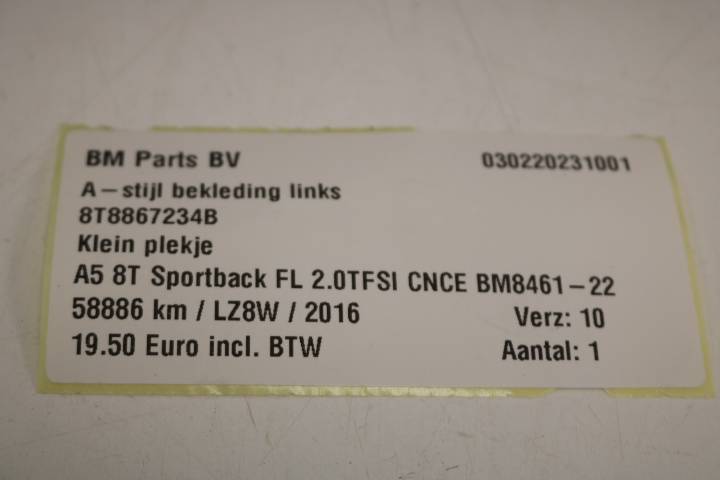 BM Parts BV 030220231001
A-stijl bekleding links
8T8867234B
Klein plekje
A5 8T Sportback FL 2.0TFSI CNCE BM8461-22
58886 km / LZ8W / 2016 Verz: 10
19.50 Euro incl. BTW Aantal: 1